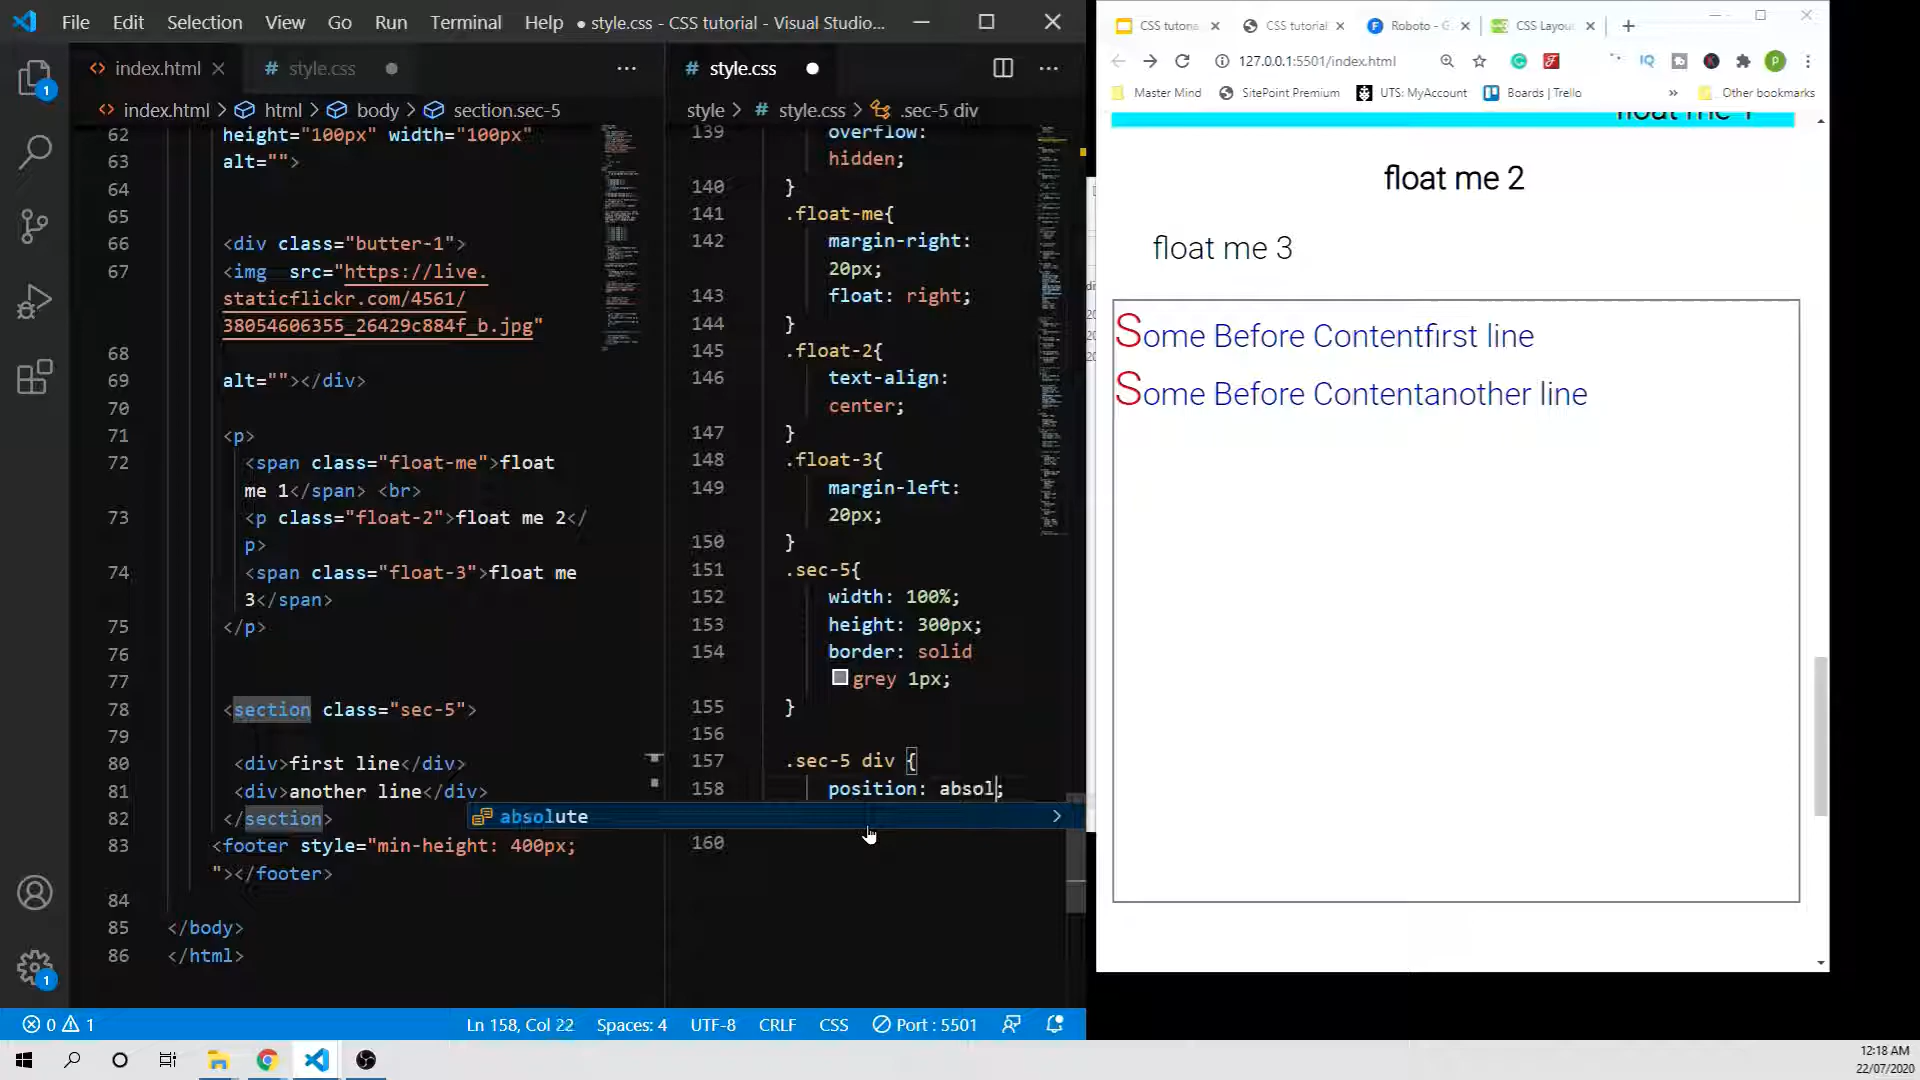 File Edit Selection View Go Run Terminal Help ● style.css - CSS tutorial - Visual Studio...
index.html
style.css
style.css
index.html > html > body > section.sec-5
style > # style.css > .sec-5 div
62 height="100px" width="100px"
63 alt="">
64
65
66 <div class="butter-1">
67 <img src="https://live.
staticflickr.com/4561/
38054606355_26429c884f_b.jpg"
68
69 alt=""></div>
70
71 <p>
72 <span class="float-me">float
me 1</span> <br>
73 <p class="float-2">float me 2</
p>
74 <span class="float-3">float me
3</span>
75 </p>
76
77
78 <section class="sec-5">
79
80 <div>first line</div>
81 <div>another line</div>
82 </section>
83 <footer style="min-height: 400px;
"></footer>
84
85 </body>
86 </html>
139 overflow:
hidden;
140 }
141 .float-me{
142 margin-right:
20px;
143 float: right;
144 }
145 .float-2{
146 text-align:
center;
147 }
148 .float-3{
149 margin-left:
20px;
150 }
151 .sec-5{
152 width: 100%;
153 height: 300px;
154 border: solid
grey 1px;
155 }
156
157 .sec-5 div {
158 position: absol;
absolute
160
0 1
Ln 158, Col 22 Spaces: 4 UTF-8 CRLF CSS Port : 5501
1
1
CSS tutoria
CSS tutorial
Roboto - G
CSS Layou
127.0.0.1:5501/index.html
IQ
P
Master Mind
SitePoint Premium
UTS: MyAccount
Boards | Trello
»
Other bookmarks
float me 2
float me 3
Some Before Contentfirst line
Some Before Contentanother line
12:18 AM
22/07/2020